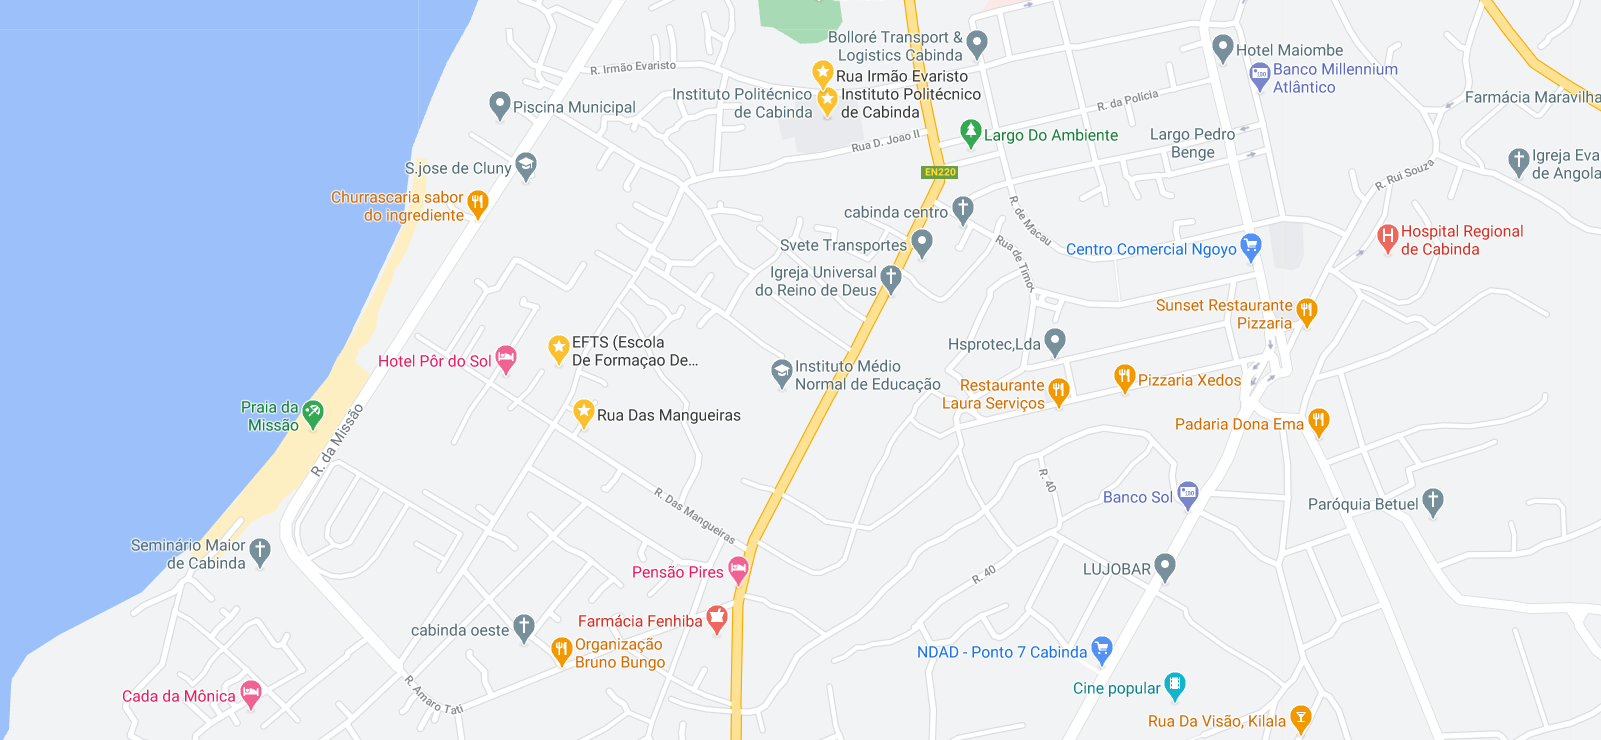 Bolloré Transport &
Logistics Cabinda
Hotel Maiombe
Banco Millennium
Atlântico
R. Irmão Evaristo
Rua Irmão Evaristo
Instituto Politécnico
de Cabinda
Instituto Politécnico
de Cabinda
Piscina Municipal
R. da Policia
Farmácia Maravilha
Largo Do Ambiente
Largo Pedro
Benge
Rua D. Joao II
S.jose de Cluny
EN220
Igreja Eva
de Angola
R. Rui Souza
Churrascaria sabor
do ingrediente
cabinda centro
R. de Macau
Svete Transportes
Rua de Timor
Centro Comercial Ngoyo
Hospital Regional
de Cabinda
Igreja Universal
do Reino de Deus
Sunset Restaurante
Pizzaria
EFTS (Escola
De Formaçao De...
Hsprotec,Lda
Hotel Pôr do Sol
Instituto Médio
Normal de Educação
Restaurante
Laura Serviços
Pizzaria Xedos
Praia da
Missão
R. da Missão
Rua Das Mangueiras
Padaria Dona Ema
R. 40
Banco Sol
Paróquia Betuel
R. Das Mangueiras
Seminário Maior
de Cabinda
Pensão Pires
R. 40
LUJOBAR
Farmácia Fenhiba
cabinda oeste
Organização
Bruno Bungo
NDAD - Ponto 7 Cabinda
Cada da Mônica
R. Amaro Tati
Cine popular
Rua Da Visão, Kilala